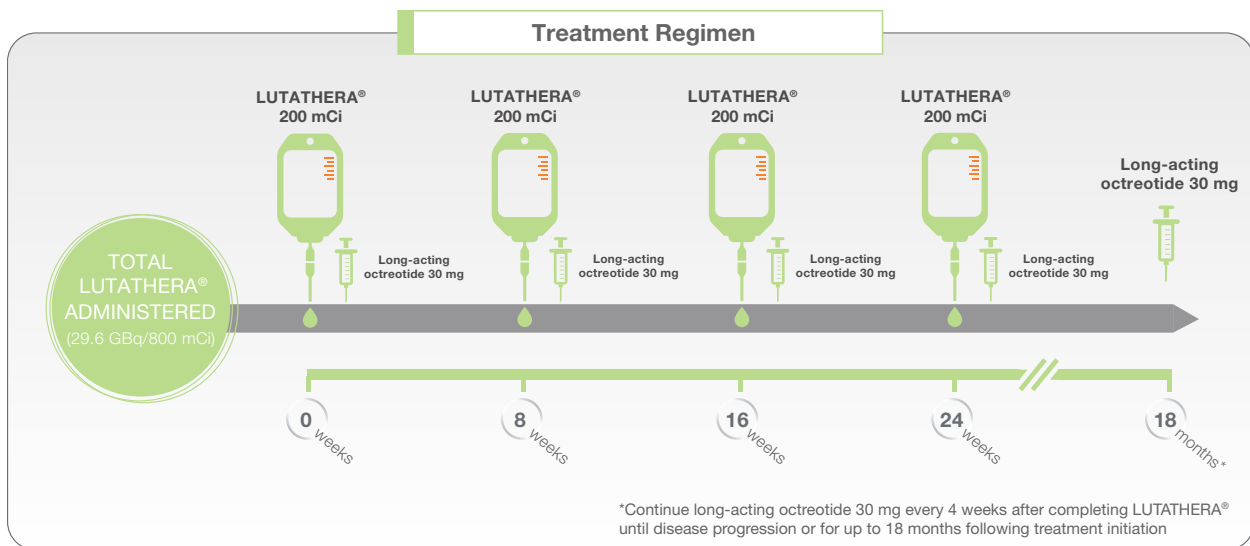 Treatment Regimen
LUTATHERA®
200 mCi
LUTATHERA®
200 mCi
LUTATHERA®
200 mCi
LUTATHERA®
200 mCi
Long-acting
octreotide 30 mg
Long-acting
octreotide 30 mg
Long-acting
octreotide 30 mg
Long-acting
octreotide 30 mg
Long-acting
octreotide 30 mg
TOTAL
LUTATHERA®
ADMINISTERED
(29.6 GBq/800 mCi)
0 weeks
8 weeks
16 weeks
24 weeks
18 months*
*Continue long-acting octreotide 30 mg every 4 weeks after completing LUTATHERA®
until disease progression or for up to 18 months following treatment initiation